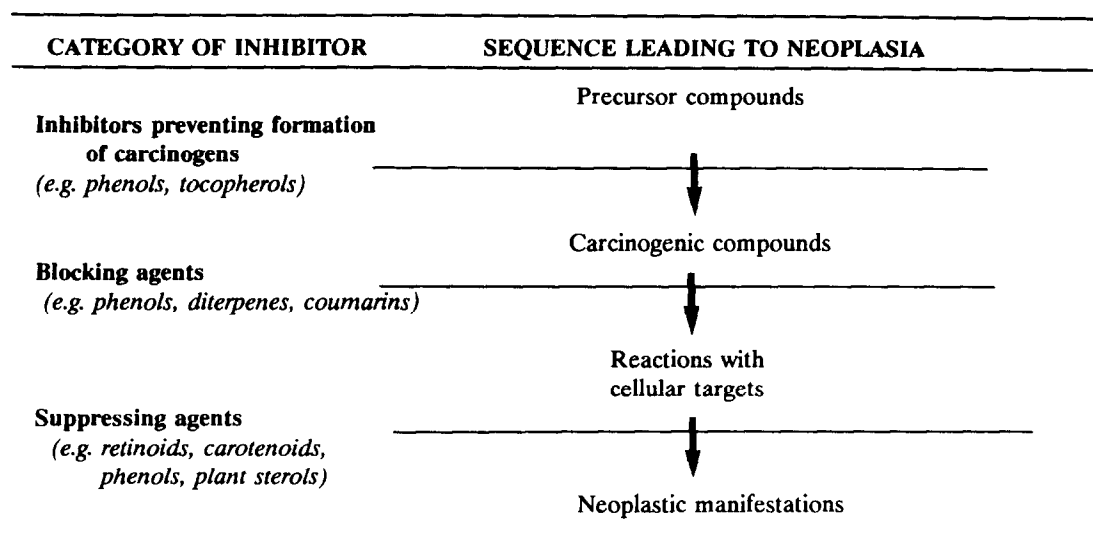 CATEGORY OF INHIBITOR SEQUENCE LEADING TO NEOPLASIA
Precursor compounds
Inhibitors preventing formation
of carcinogens
(e.g. phenols, tocopherols)
Carcinogenic compounds
Blocking agents
(e.g. phenols, diterpenes, coumarins)
Reactions with
cellular targets
Suppressing agents
(e.g. retinoids, carotenoids,
phenols, plant sterols)
Neoplastic manifestations